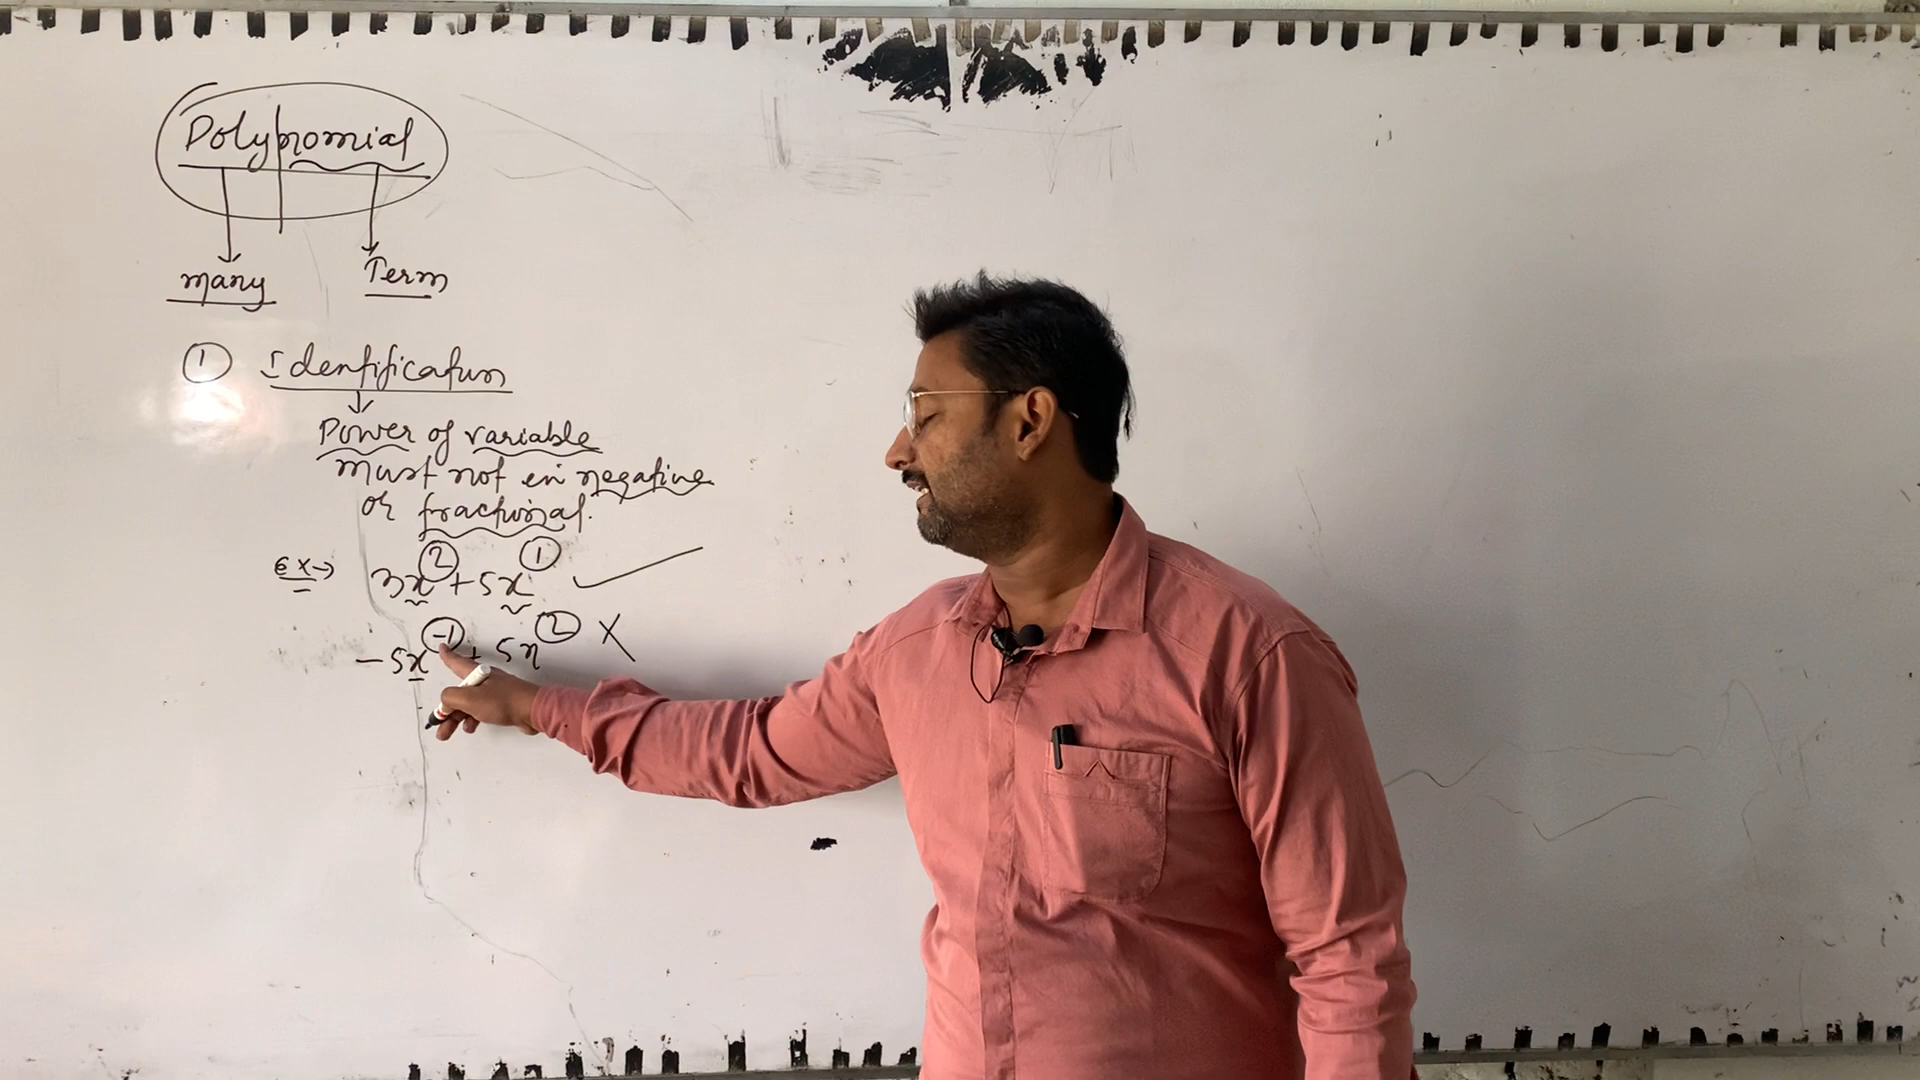 Polynomial
many Term
① Identification
Power of variable
must not in negative
or fractional.
Ex→ 3x² + 5x¹ ✓
-5x⁻¹ + 5x² X